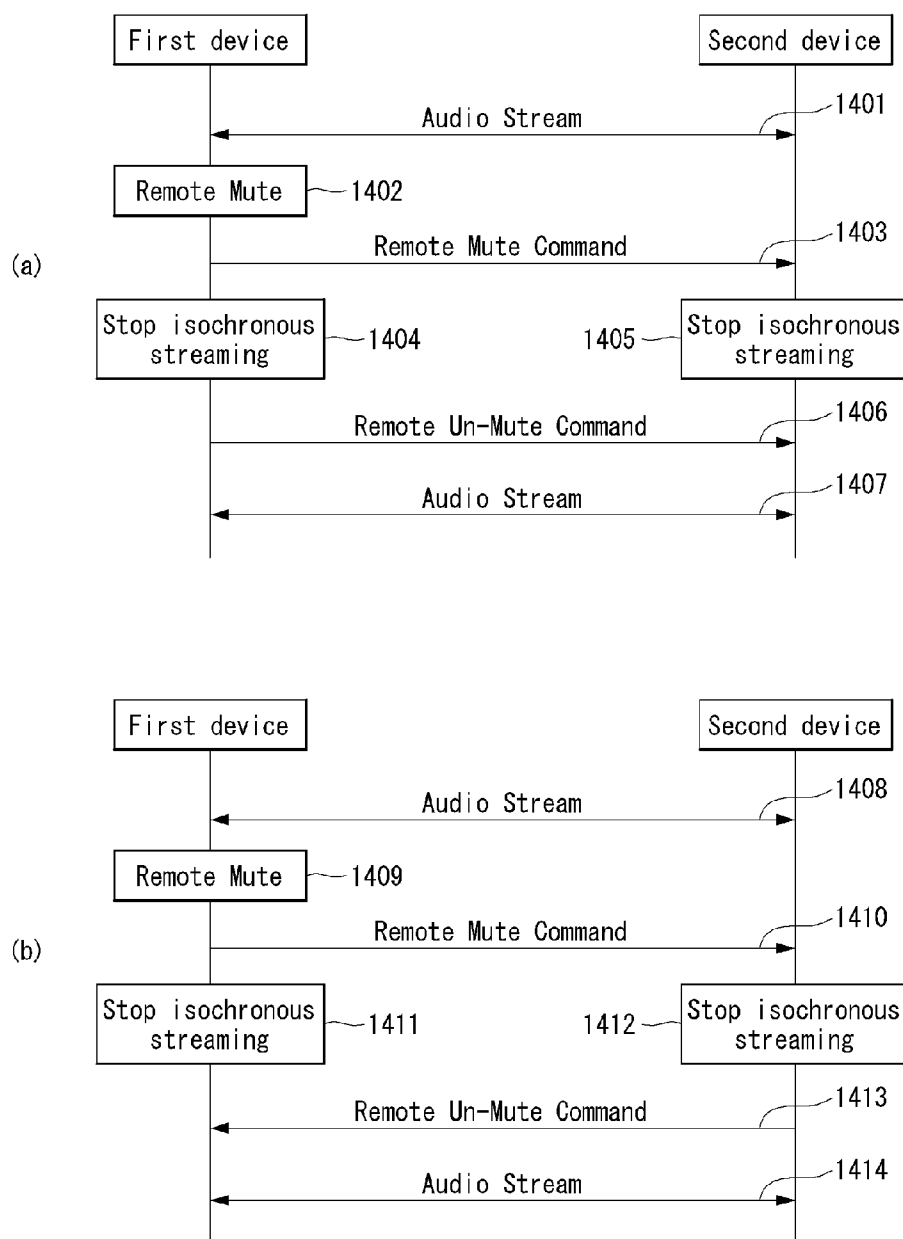 First device
Second device
1401
Audio Stream
Remote Mute
1402
1403
Remote Mute Command
(a)
Stop isochronous
streaming
1404
1405
Stop isochronous
streaming
1406
Remote Un-Mute Command
1407
Audio Stream
First device
Second device
1408
Audio Stream
Remote Mute
1409
1410
Remote Mute Command
(b)
Stop isochronous
streaming
1411
1412
Stop isochronous
streaming
1413
Remote Un-Mute Command
1414
Audio Stream